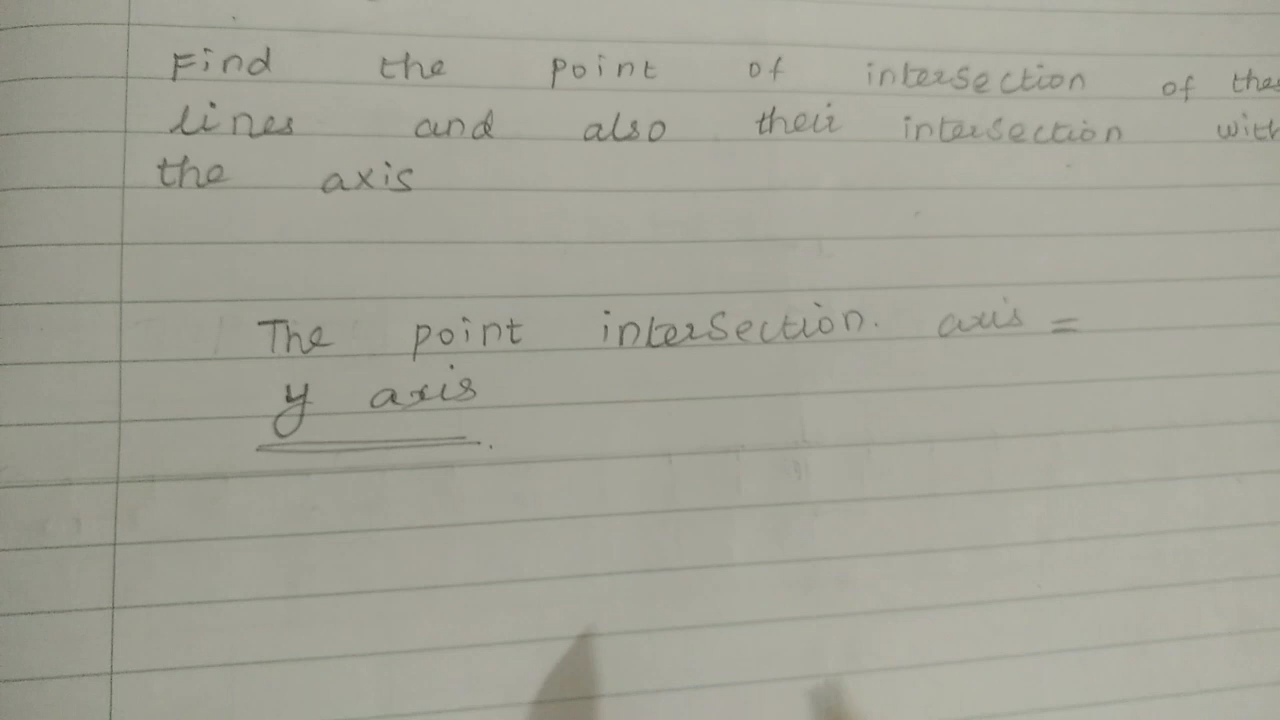 Find the point of intersection of thes
lines and also their intersection with
the axis
The point intersection. axis =
y axis